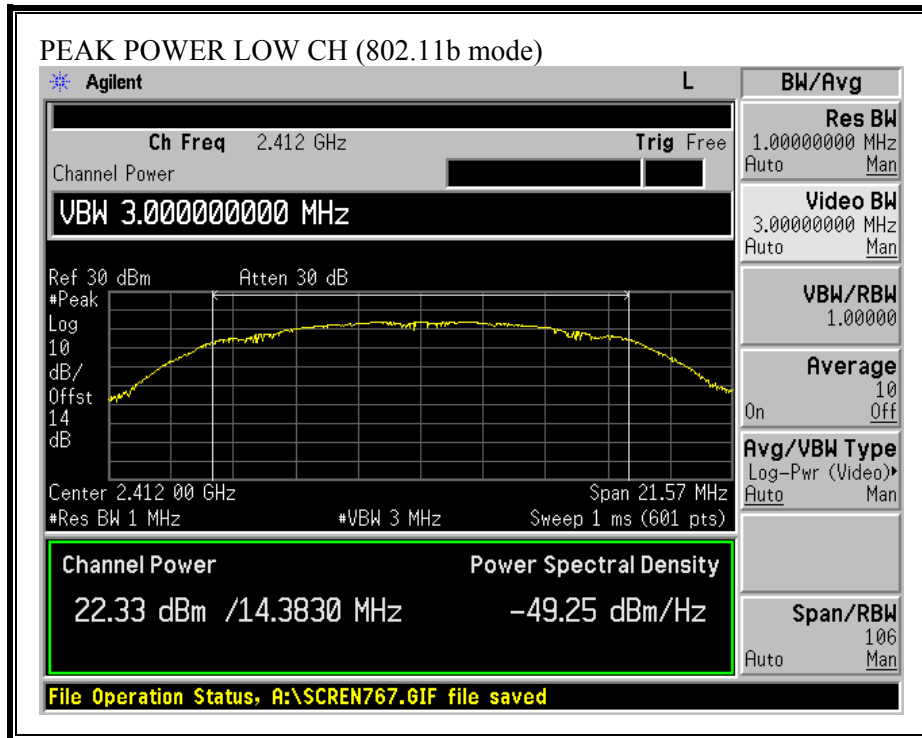 PEAK POWER LOW CH (802.11b mode)
Agilent L
Ch Freq 2.412 GHz Trig Free
Channel Power
VBW 3.000000000 MHz
Ref 30 dBm Atten 30 dB
#Peak
Log
10
dB/
Offst
14
dB
Center 2.412 00 GHz Span 21.57 MHz
#Res BW 1 MHz #VBW 3 MHz Sweep 1 ms (601 pts)
Channel Power Power Spectral Density
22.33 dBm /14.3830 MHz -49.25 dBm/Hz
File Operation Status, A:\SCREN767.GIF file saved
BW/Avg
Res BW
1.00000000 MHz
Auto Man
Video BW
3.00000000 MHz
Auto Man
VBW/RBW
1.00000
Average
10
On Off
Avg/VBW Type
Log-Pwr (Video)
Auto Man
Span/RBW
106
Auto Man